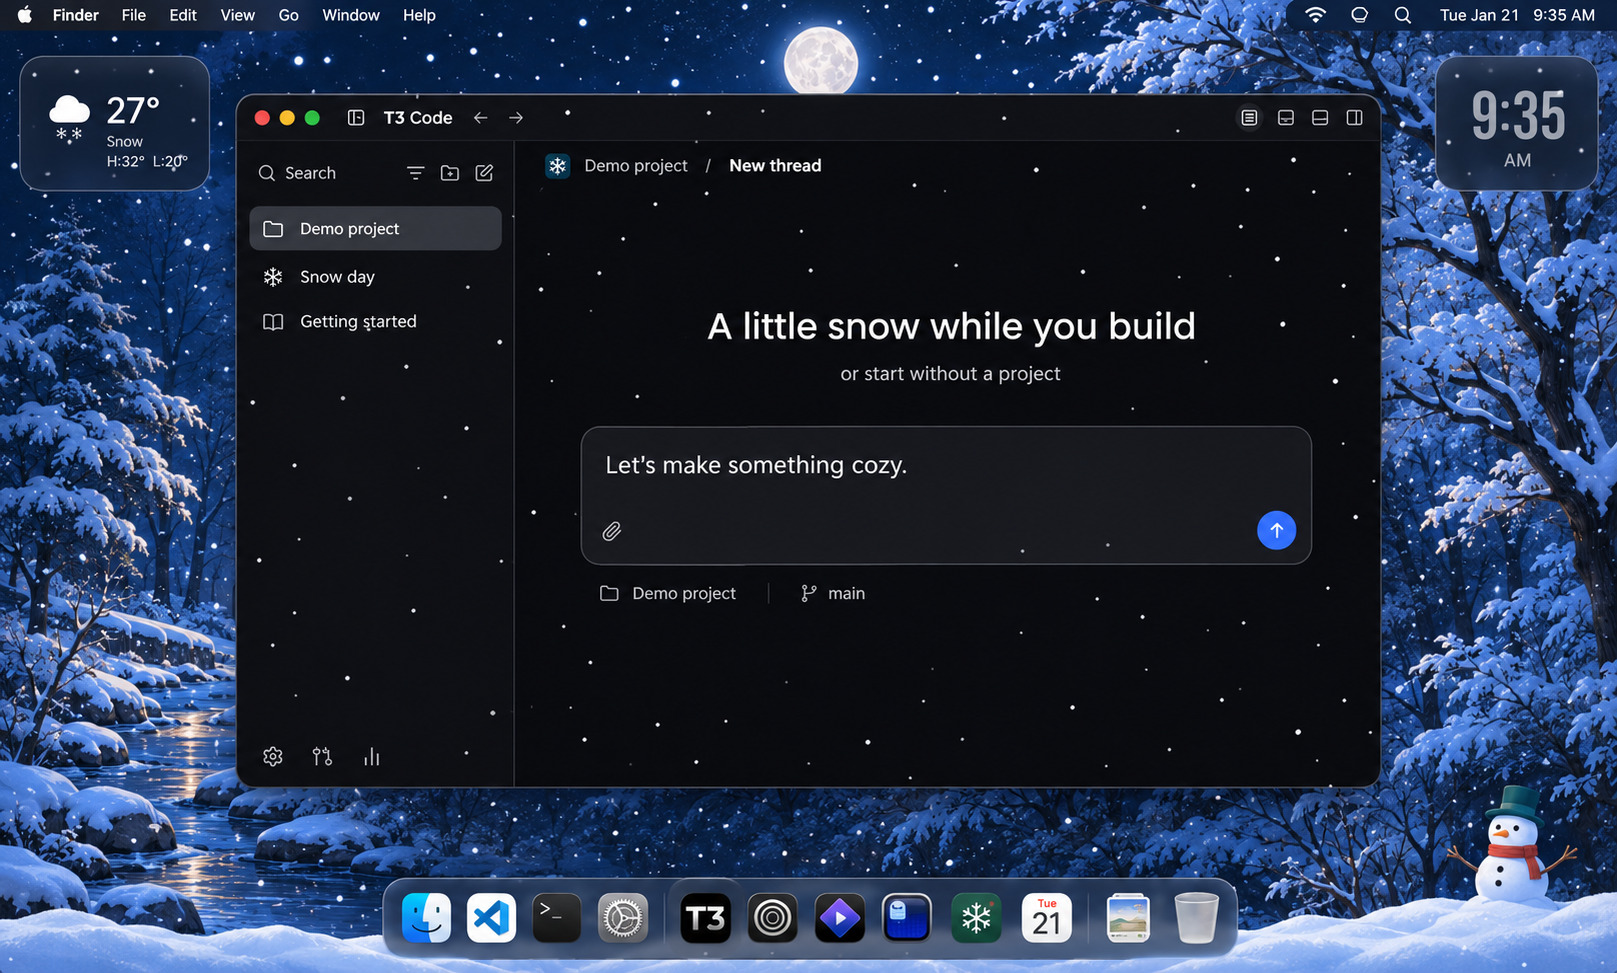 Finder File Edit View Go Window Help
Tue Jan 21 9:35 AM
27°
Snow
H:32° L:20°
9:35
AM
T3 Code
Search
Demo project
Snow day
Getting started
Demo project / New thread
A little snow while you build
or start without a project
Let's make something cozy.
Demo project
main
>_
T3
Tue
21